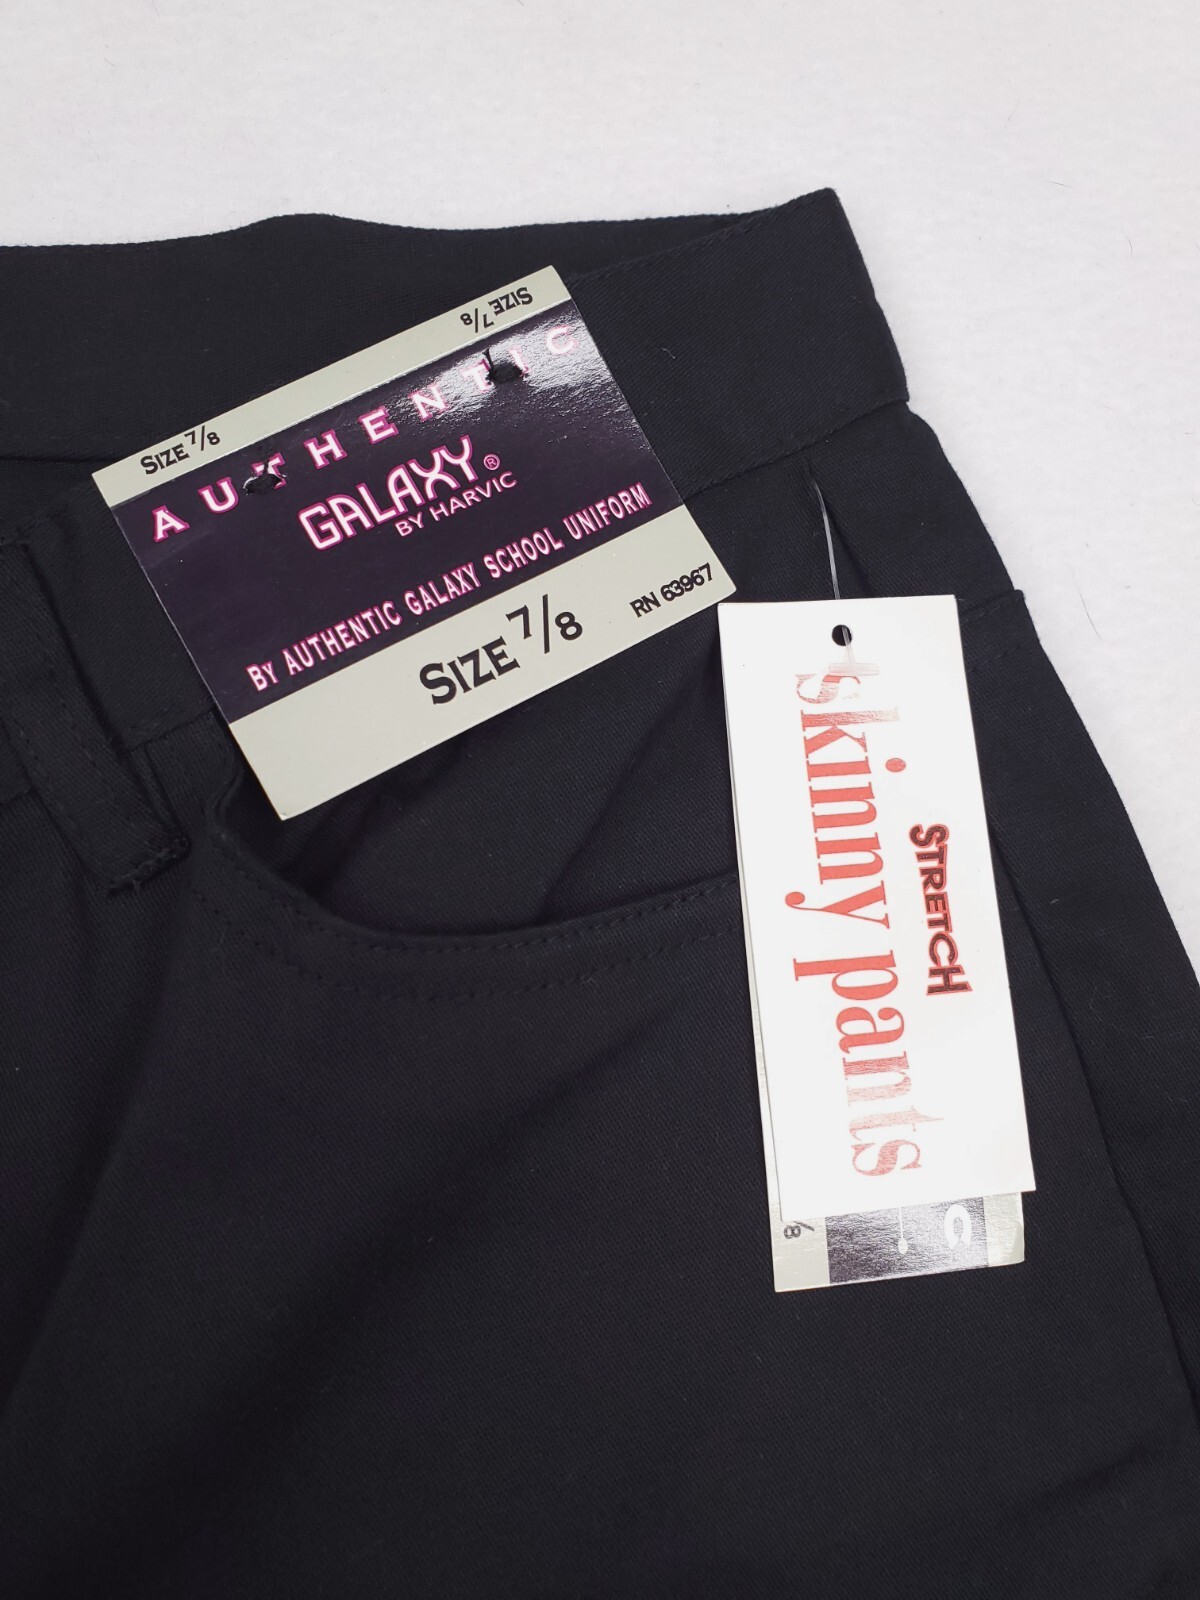 SIZE 7/8
SIZE 7/8
AUTHENTIC
GALAXY®
BY HARVIC
BY AUTHENTIC GALAXY SCHOOL UNIFORM
SIZE 7/8
RN 63967
STRETCH
skinny pants
/8
C